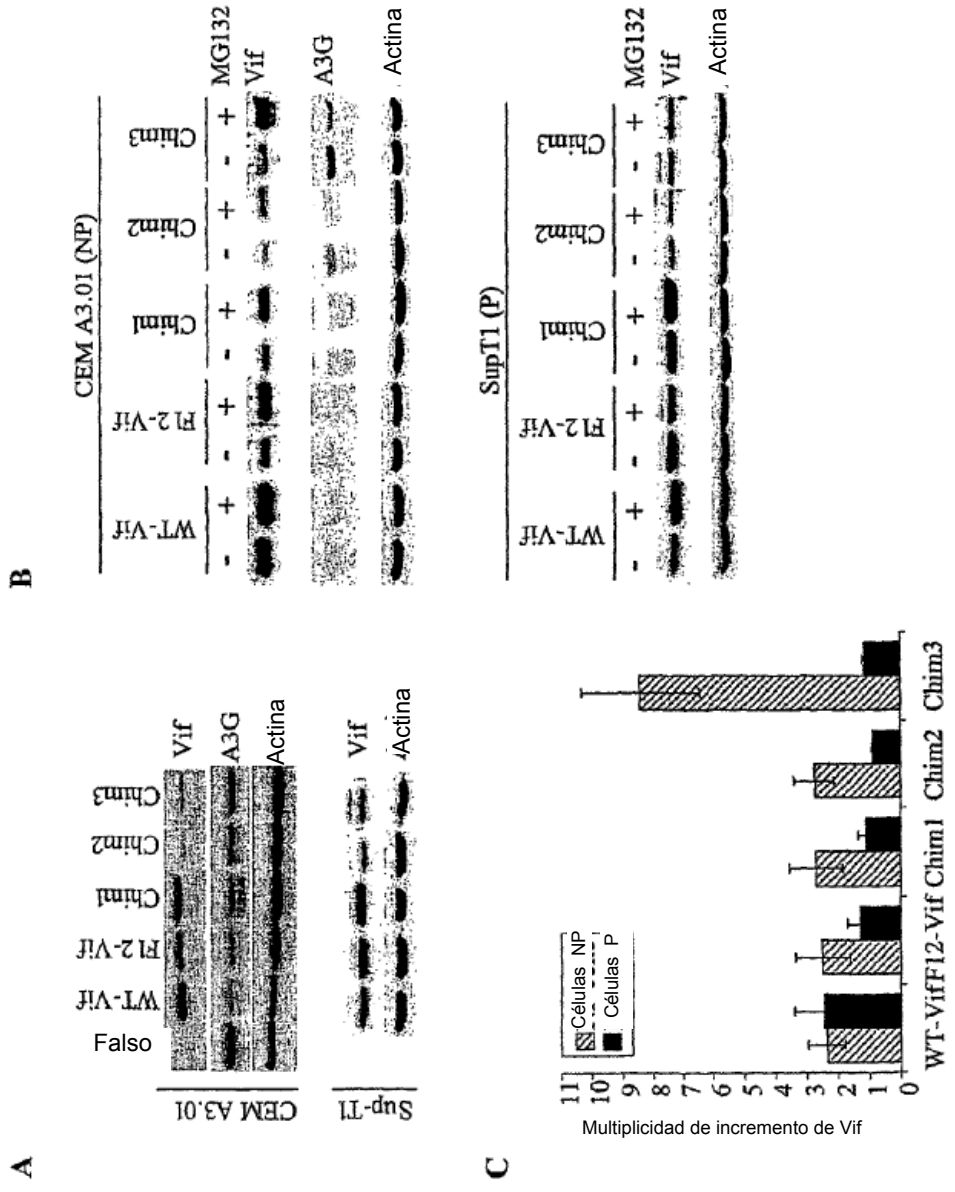 A
Falso
WT-Vif
F12-Vif
Chim1
Chim2
Chim3
CEM A3.01
Vif
A3G
Actina
Sup-T1
Vif
Actina
B
CEM A3.01 (NP)
WT-Vif F12-Vif Chim1 Chim2 Chim3
- + - + - + - + - + MG132
Vif
A3G
Actina
SupT1 (P)
WT-Vif F12-Vif Chim1 Chim2 Chim3
- + - + - + - + - + MG132
Vif
Actina
C
Multiplicidad de incremento de Vif
11
10
9
8
7
6
5
4
3
2
1
0
Células NP
Células P
WT-Vif F12-Vif Chim1 Chim2 Chim3